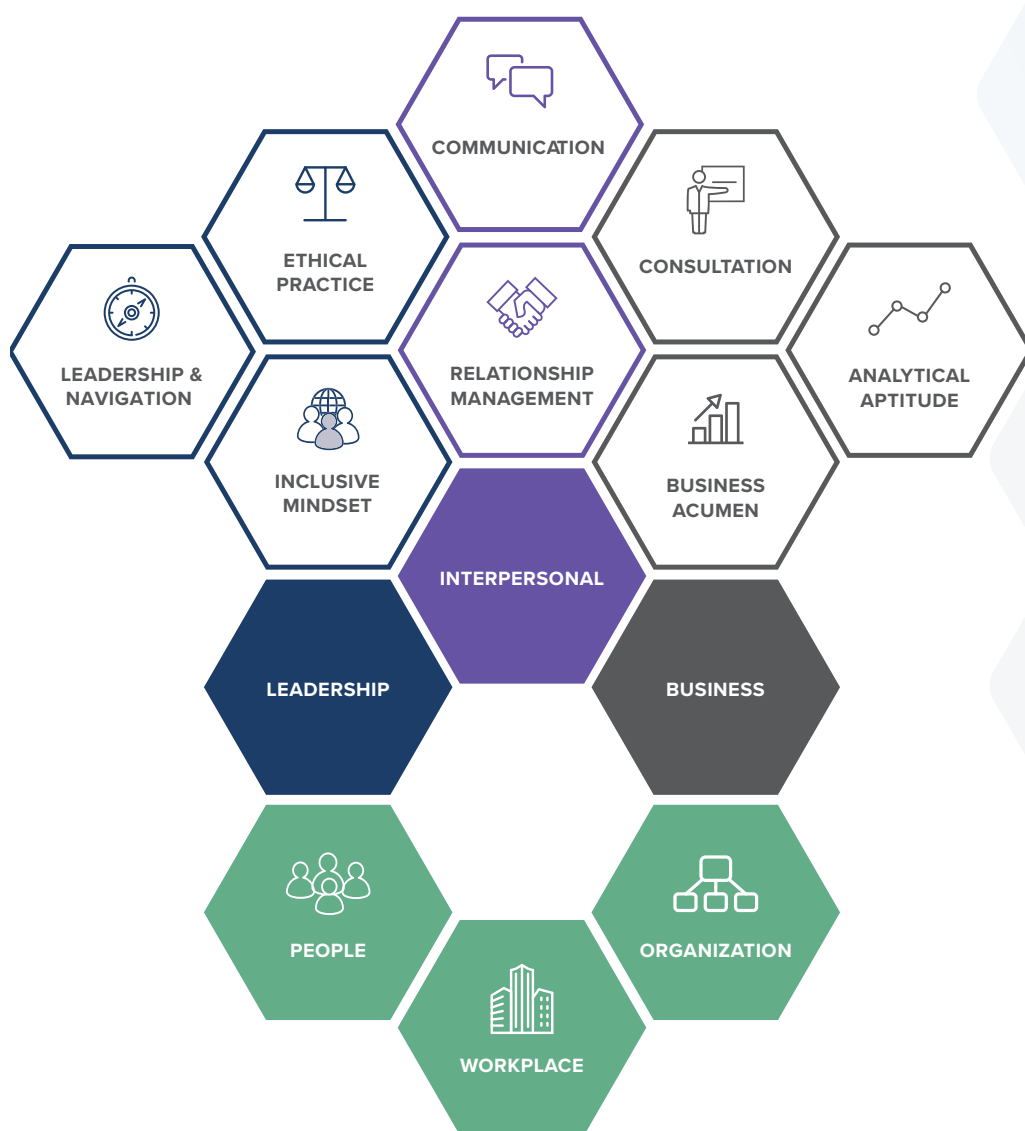 COMMUNICATION
ETHICAL
PRACTICE
CONSULTATION
LEADERSHIP &
NAVIGATION
RELATIONSHIP
MANAGEMENT
ANALYTICAL
APTITUDE
INCLUSIVE
MINDSET
BUSINESS
ACUMEN
INTERPERSONAL
LEADERSHIP
BUSINESS
PEOPLE
ORGANIZATION
WORKPLACE